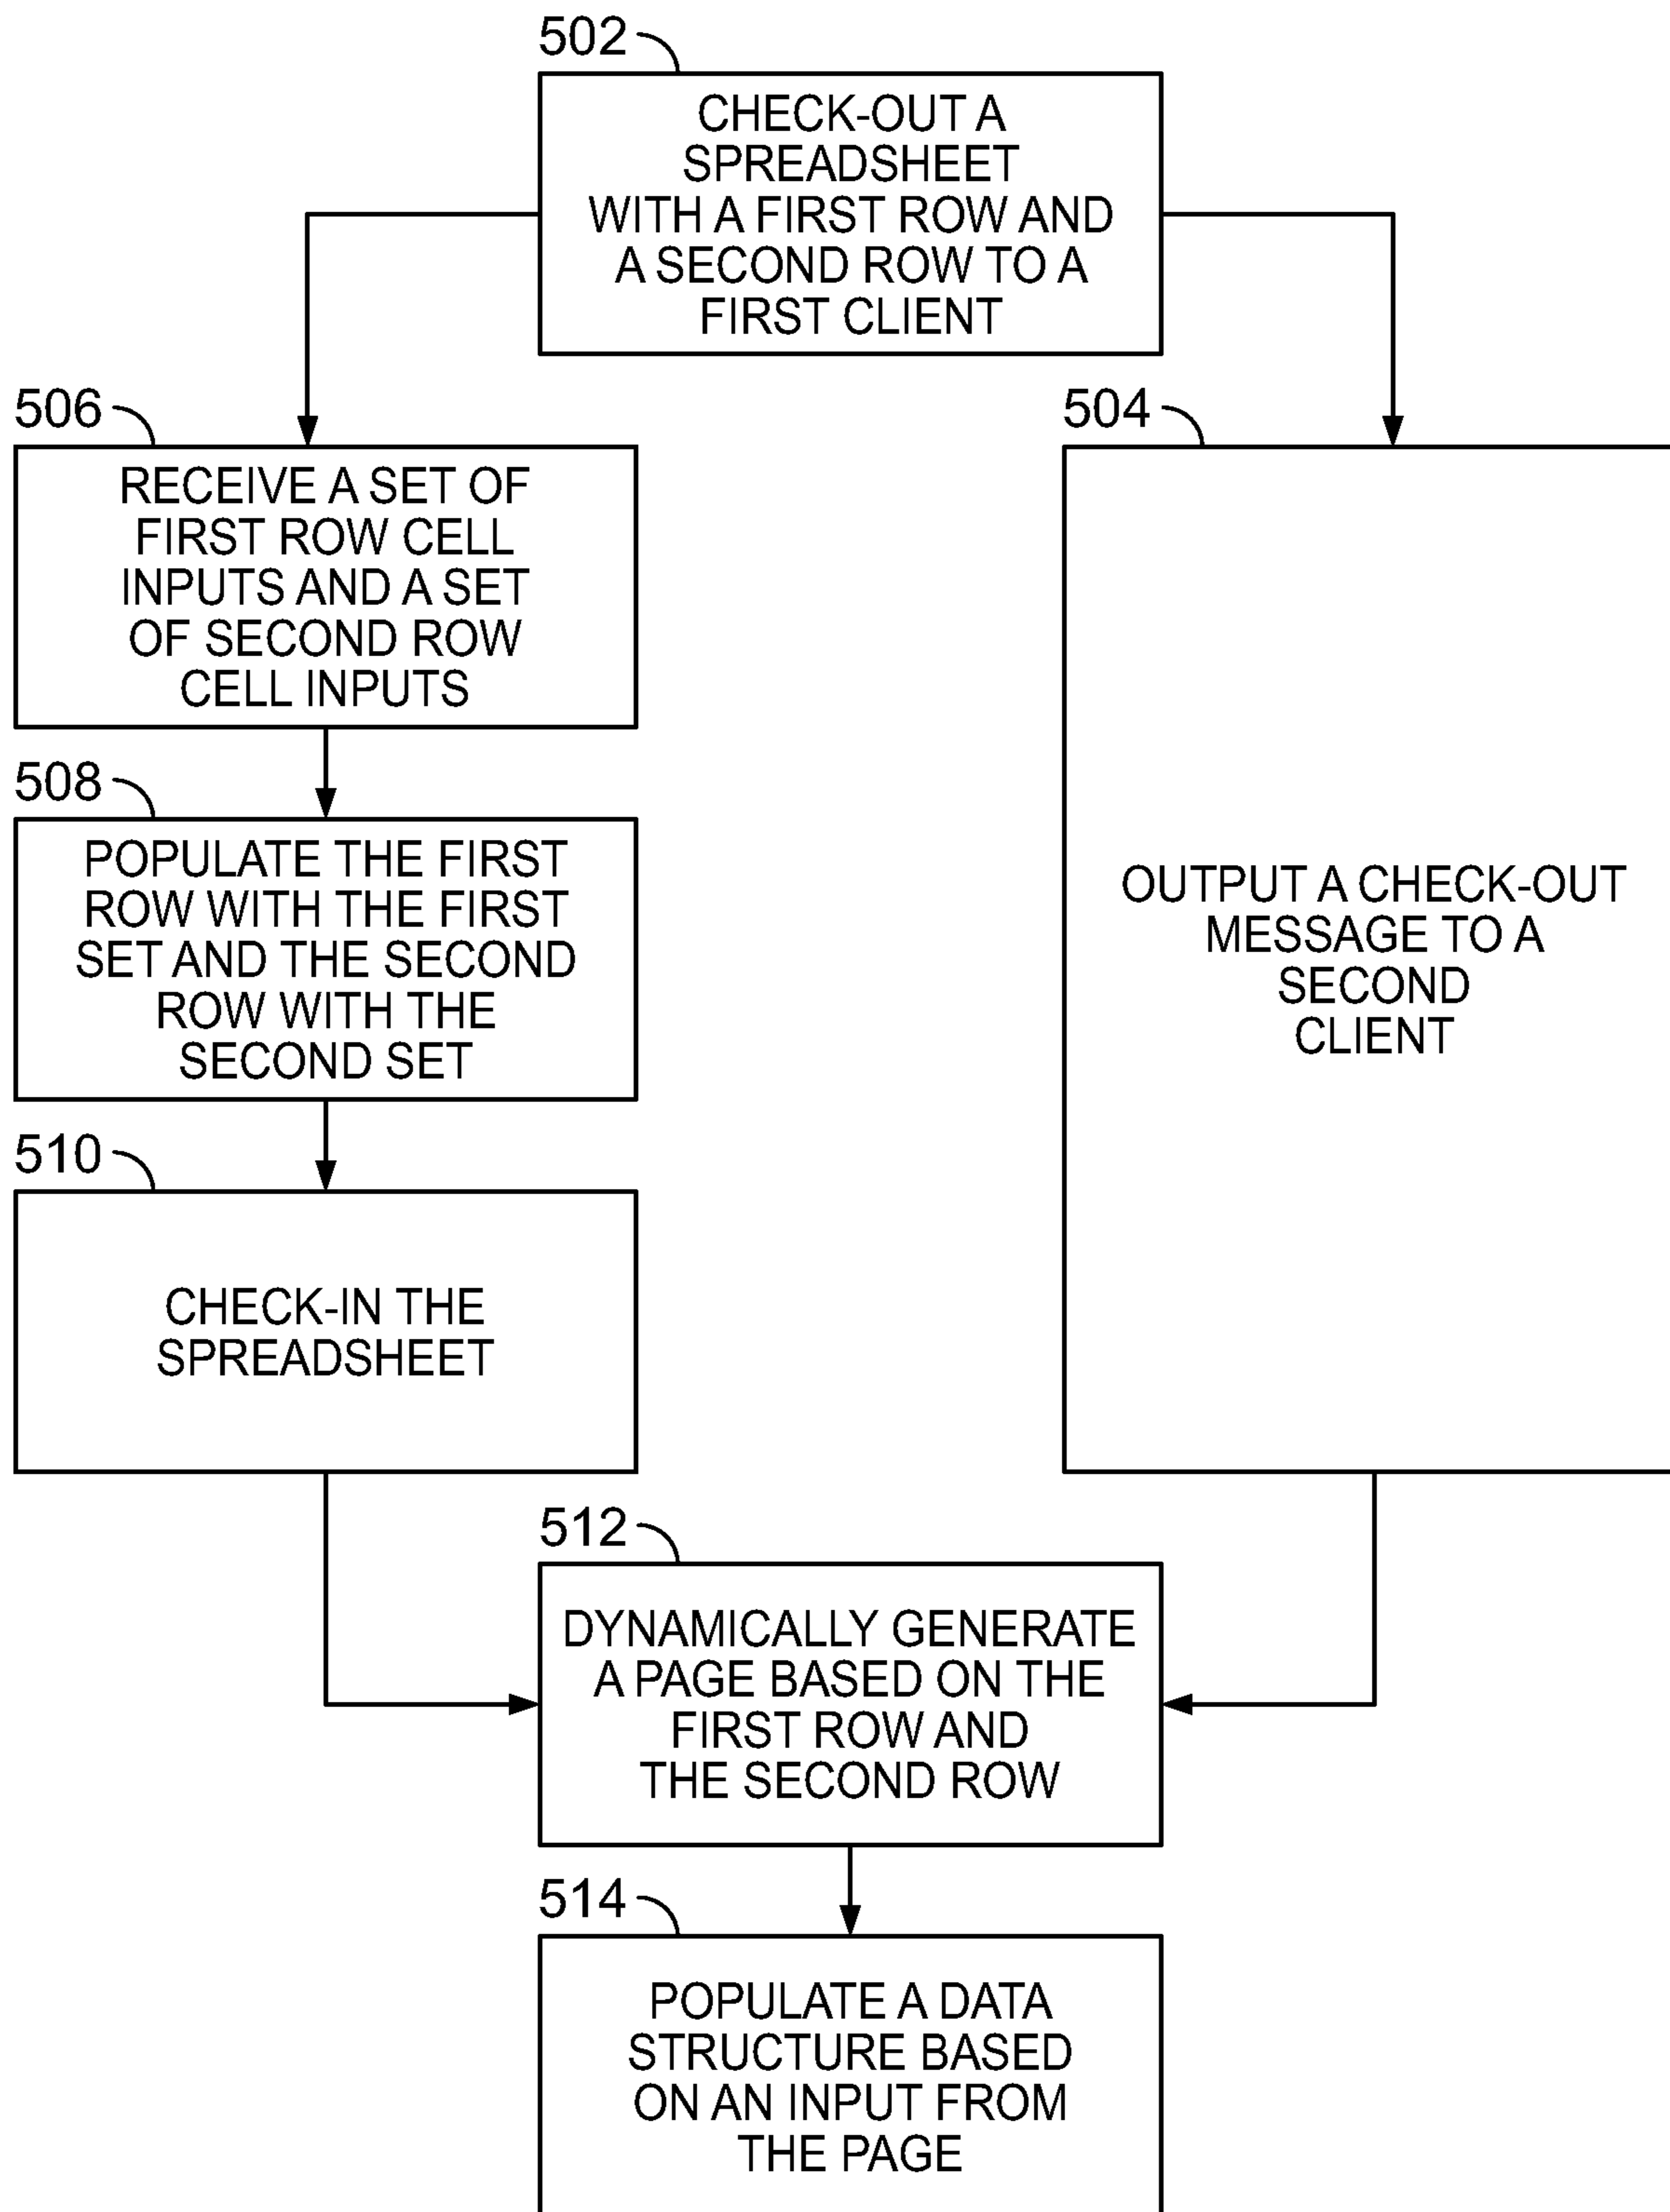 502
CHECK-OUT A
SPREADSHEET
WITH A FIRST ROW AND
A SECOND ROW TO A
FIRST CLIENT
506
RECEIVE A SET OF
FIRST ROW CELL
INPUTS AND A SET
OF SECOND ROW
CELL INPUTS
504
OUTPUT A CHECK-OUT
MESSAGE TO A
SECOND
CLIENT
508
POPULATE THE FIRST
ROW WITH THE FIRST
SET AND THE SECOND
ROW WITH THE
SECOND SET
510
CHECK-IN THE
SPREADSHEET
512
DYNAMICALLY GENERATE
A PAGE BASED ON THE
FIRST ROW AND
THE SECOND ROW
514
POPULATE A DATA
STRUCTURE BASED
ON AN INPUT FROM
THE PAGE